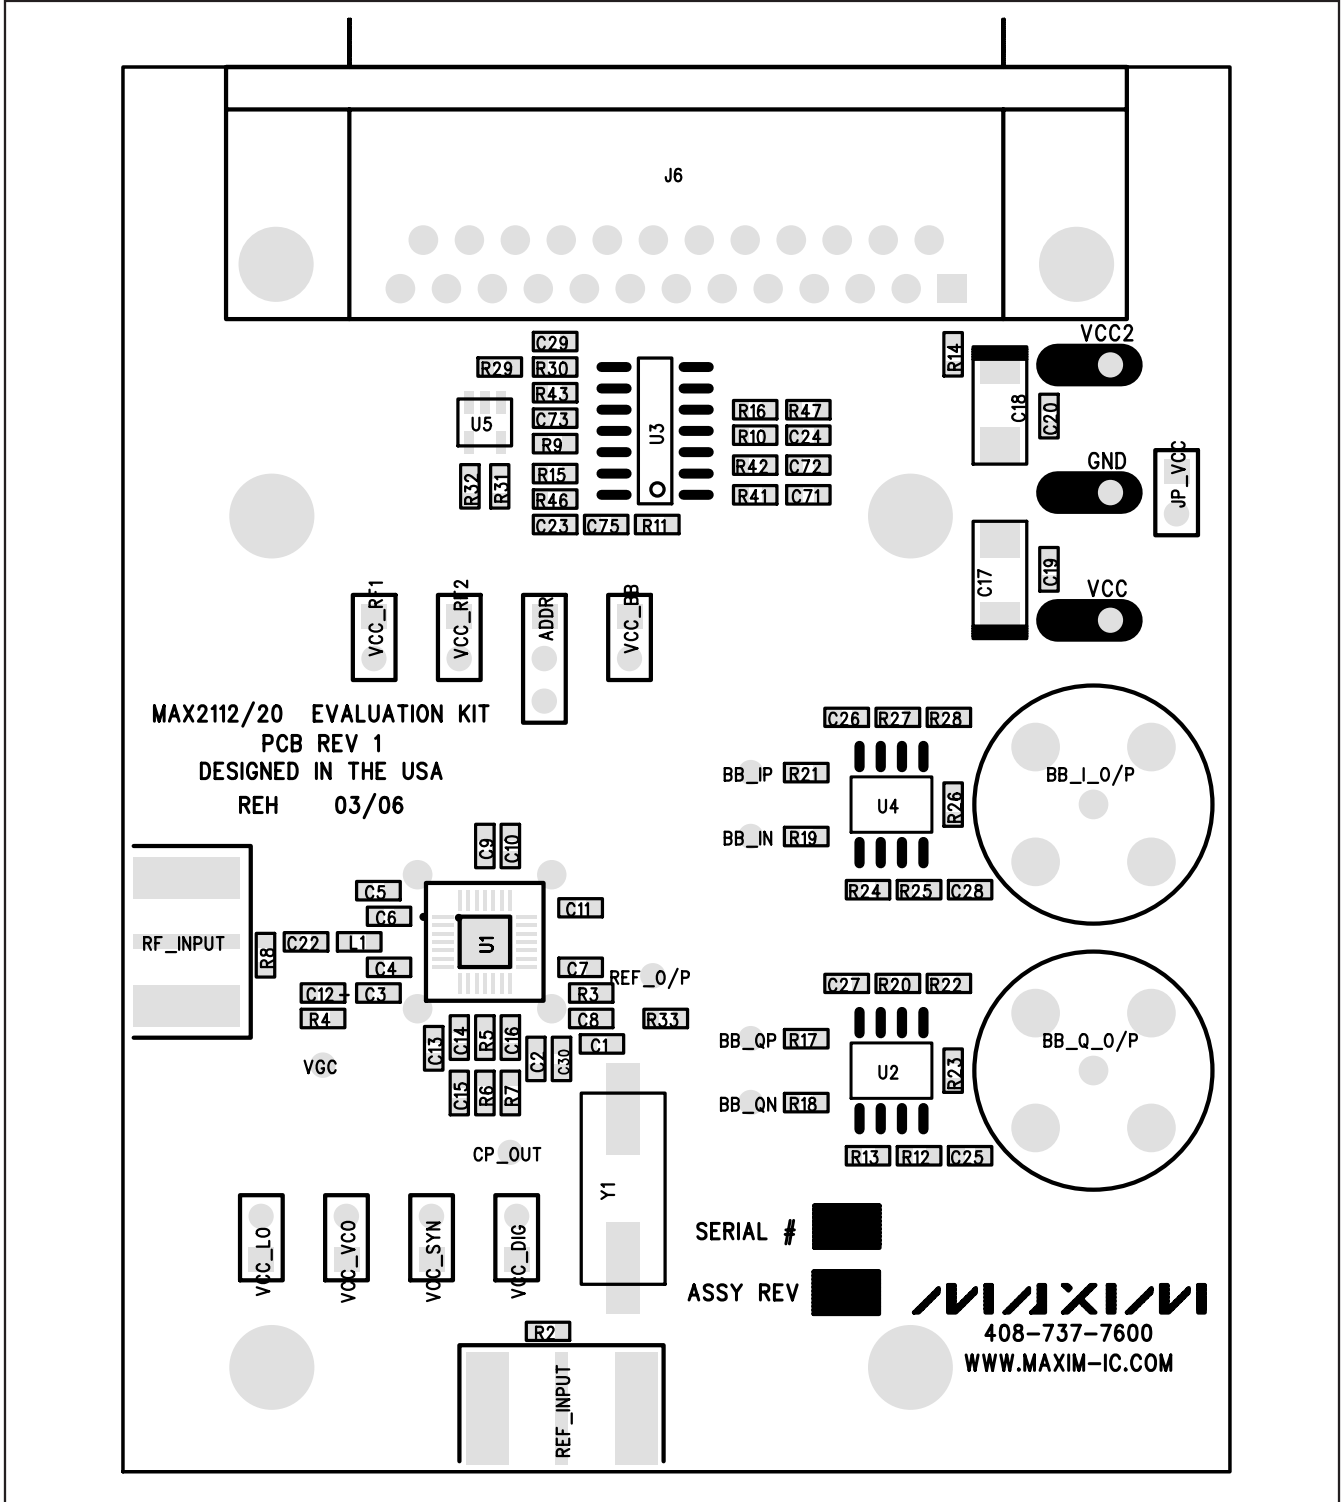 J6
VCC2
C29
R14
R29 R30
R43
C18
C20
U5
C73
U3
R16 R47
R9
R10 C24
GND
R32
R31
R15
R42 C72
JP_VCC
R46
R41 C71
C23 C75 R11
C17
C19
VCC
VCC_RF1
VCC_RF2
ADDR
VCC_BB
MAX2112/20 EVALUATION KIT
PCB REV 1
DESIGNED IN THE USA
REH 03/06
C26 R27 R28
BB_IP R21
BB_I_O/P
U4
R26
BB_IN R19
R24 R25 C28
C9
C10
C5
C6
C11
RF_INPUT
R8
C22 L1
U1
C4
C7
REF_O/P
C12+ C3
R3
R4
C8
R33
C27 R20 R22
C13
C14
R5
C16
C2
C30
C1
BB_QP R17
BB_Q_O/P
VGC
U2
R23
C15
R6
R7
BB_QN R18
CP_OUT
R13 R12 C25
Y1
VCC_LO
VCC_VCO
VCC_SYN
VCC_DIG
SERIAL #
ASSY REV
MAXIM
408-737-7600
R2
WWW.MAXIM-IC.COM
REF_INPUT